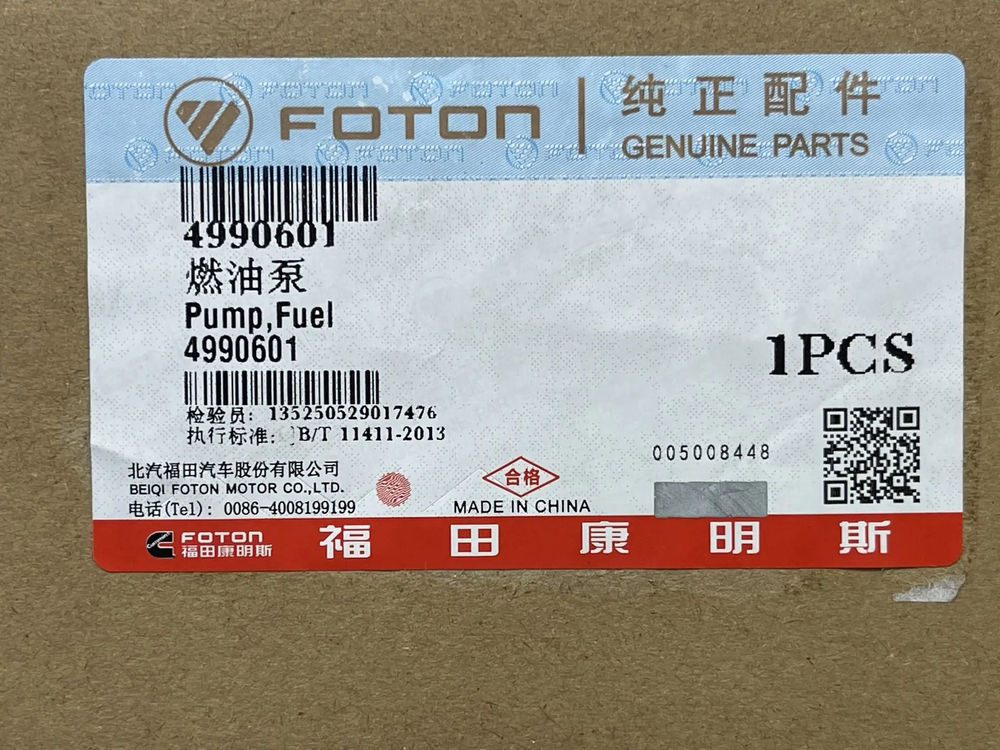 FOTON 纯正配件
GENUINE PARTS
4990601
燃油泵
Pump,Fuel
4990601
1PCS
检验员: 135250529017476
执行标准: B/T 11411-2013
005008448
北汽福田汽车股份有限公司
BEIQI FOTON MOTOR CO.,LTD.
电话(Tel): 0086-4008199199
合格
MADE IN CHINA
FOTON
福田康明斯
福田康明斯